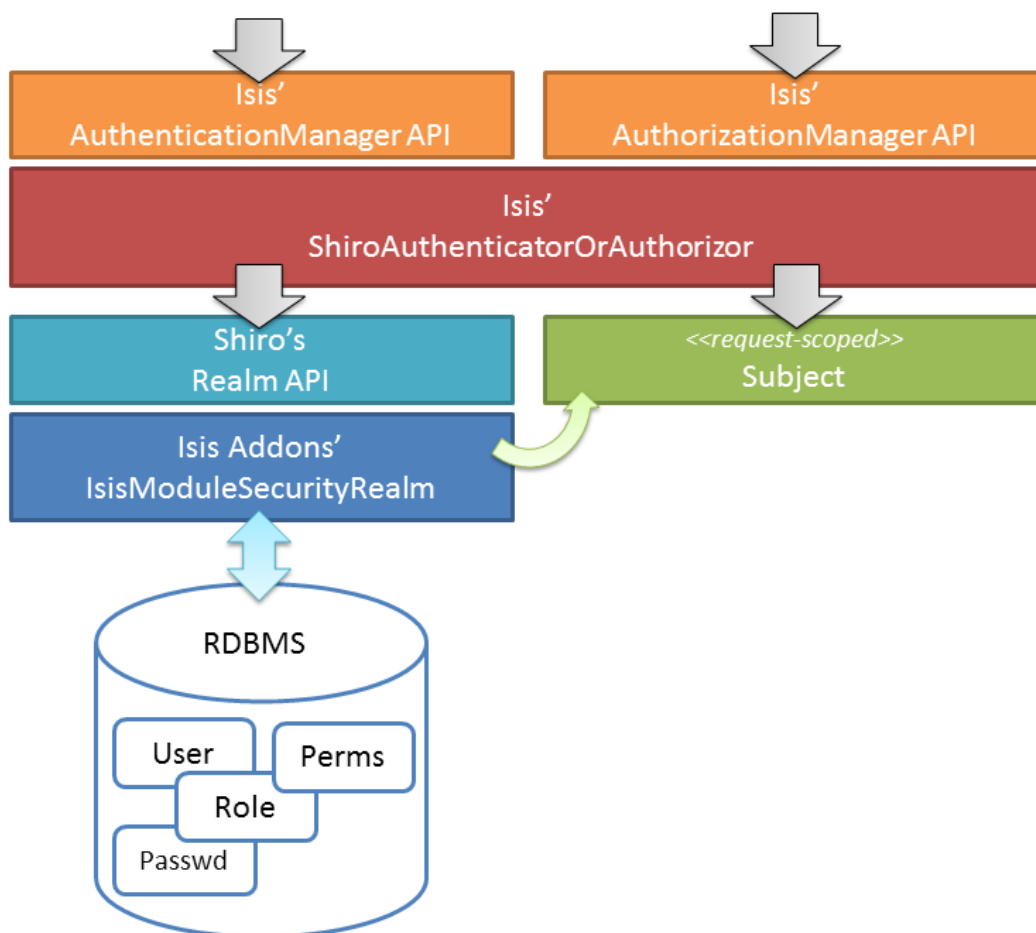 Isis’
AuthenticationManager API
Isis’
AuthorizationManager API
Isis’
ShiroAuthenticatorOrAuthorizor
Shiro’s
Realm API
<<request-scoped>>
Subject
Isis Addons’
IsisModuleSecurityRealm
RDBMS
User
Perms
Role
Passwd